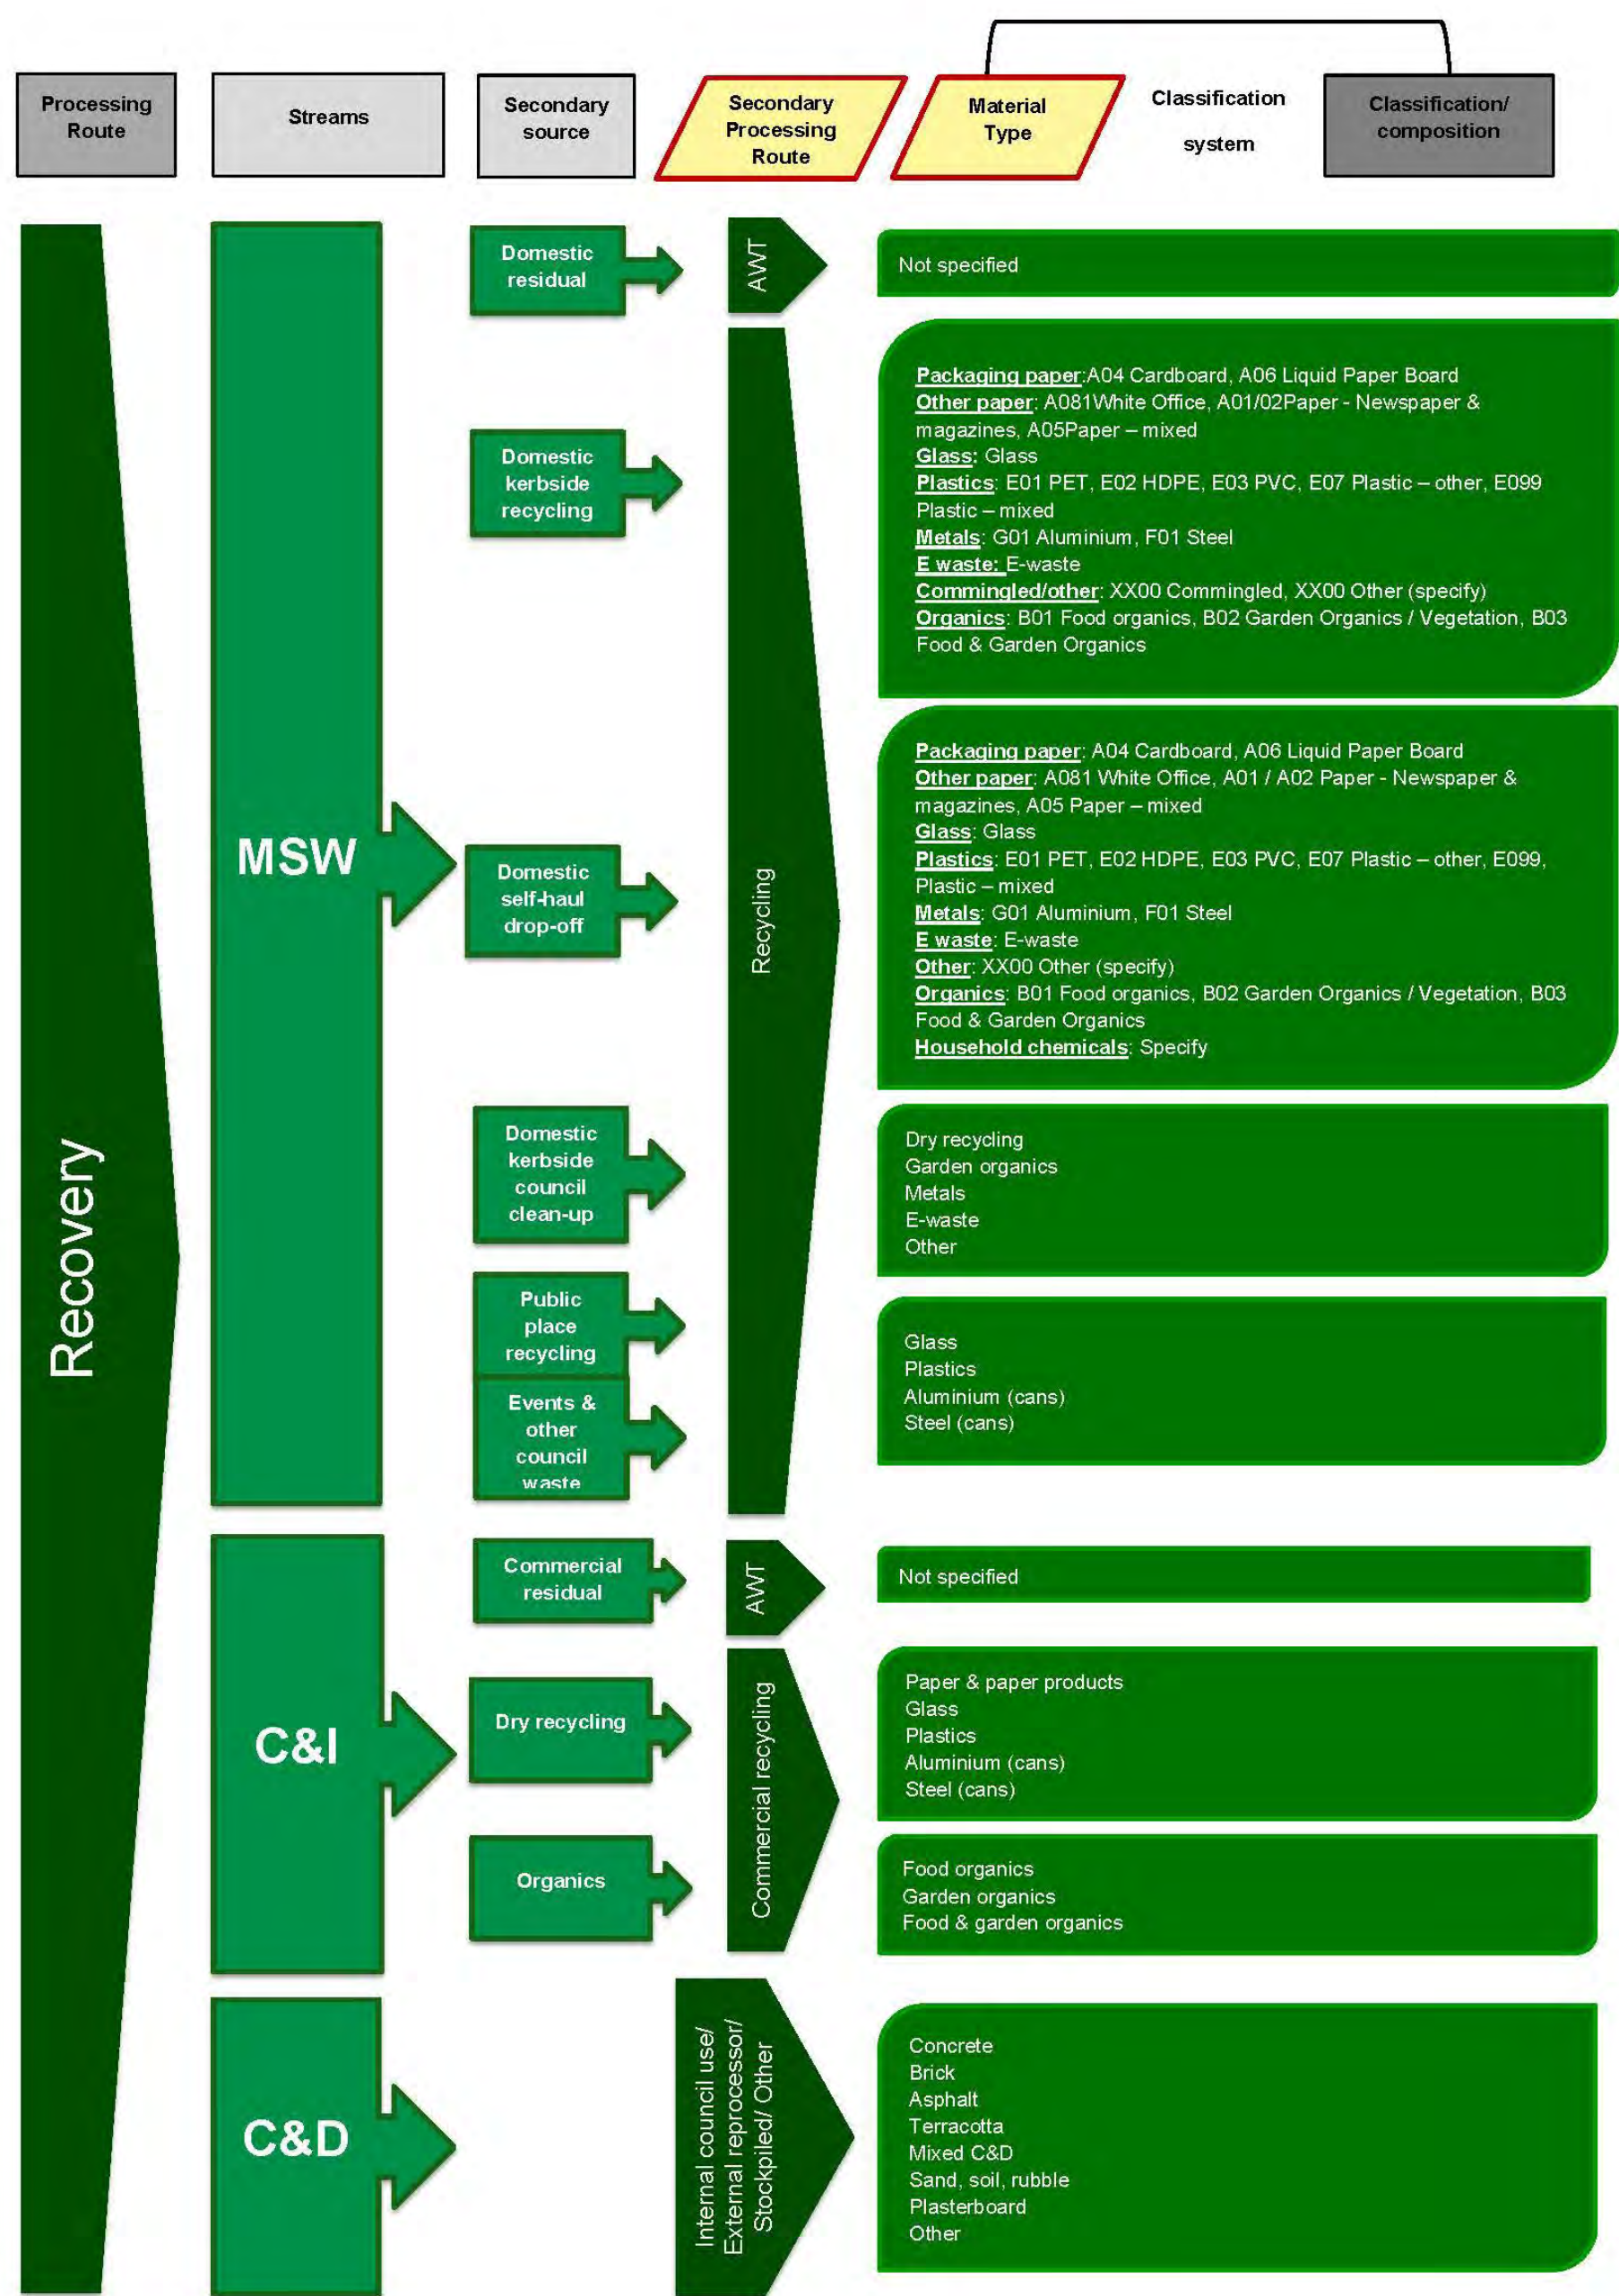 Processing
Route
Streams
Secondary
source
Secondary
Processing
Route
Material
Type
Classification
system
Classification/
composition
Recovery
MSW
Domestic
residual
AWT
Not specified
Domestic
kerbside
recycling
Recycling
Packaging paper:A04 Cardboard, A06 Liquid Paper Board
Other paper: A081White Office, A01/02Paper - Newspaper &
magazines, A05Paper – mixed
Glass: Glass
Plastics: E01 PET, E02 HDPE, E03 PVC, E07 Plastic – other, E099
Plastic – mixed
Metals: G01 Aluminium, F01 Steel
E waste: E-waste
Commingled/other: XX00 Commingled, XX00 Other (specify)
Organics: B01 Food organics, B02 Garden Organics / Vegetation, B03
Food & Garden Organics
Domestic
self-haul
drop-off
Packaging paper: A04 Cardboard, A06 Liquid Paper Board
Other paper: A081 White Office, A01 / A02 Paper - Newspaper &
magazines, A05 Paper – mixed
Glass: Glass
Plastics: E01 PET, E02 HDPE, E03 PVC, E07 Plastic – other, E099,
Plastic – mixed
Metals: G01 Aluminium, F01 Steel
E waste: E-waste
Other: XX00 Other (specify)
Organics: B01 Food organics, B02 Garden Organics / Vegetation, B03
Food & Garden Organics
Household chemicals: Specify
Domestic
kerbside
council
clean-up
Dry recycling
Garden organics
Metals
E-waste
Other
Public
place
recycling
Events &
other
council
waste
Glass
Plastics
Aluminium (cans)
Steel (cans)
C&I
Commercial
residual
AWT
Not specified
Dry recycling
Commercial recycling
Paper & paper products
Glass
Plastics
Aluminium (cans)
Steel (cans)
Organics
Food organics
Garden organics
Food & garden organics
C&D
Internal council use/
External reprocessor/
Stockpiled/ Other
Concrete
Brick
Asphalt
Terracotta
Mixed C&D
Sand, soil, rubble
Plasterboard
Other